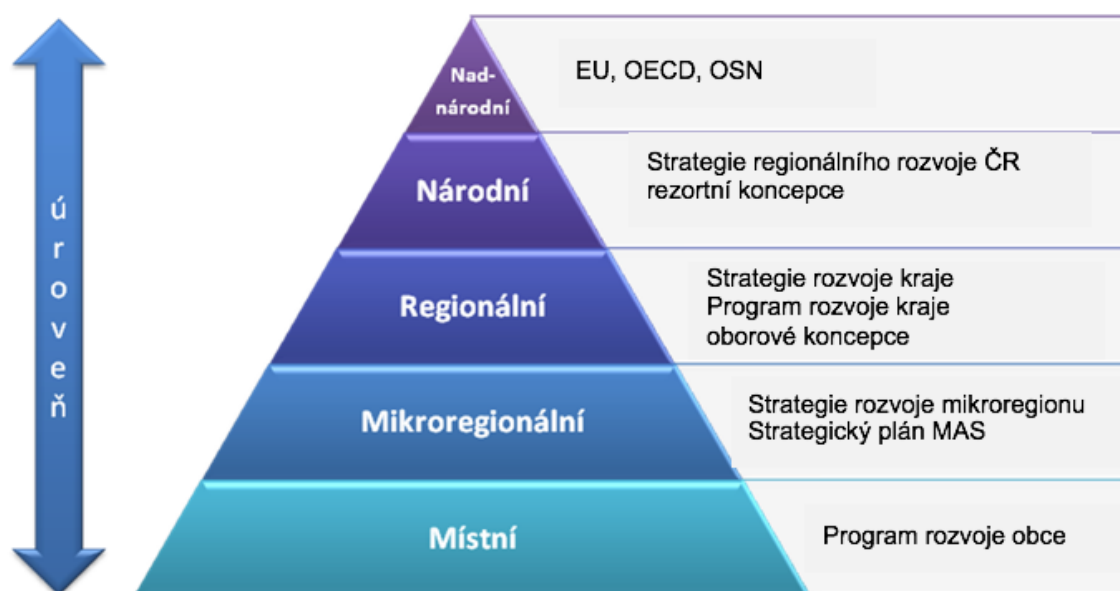 úroveň
Nad-
národní
EU, OECD, OSN
Národní
Strategie regionálního rozvoje ČR
rezortní koncepce
Regionální
Strategie rozvoje kraje
Program rozvoje kraje
oborové koncepce
Mikroregionální
Strategie rozvoje mikroregionu
Strategický plán MAS
Místní
Program rozvoje obce